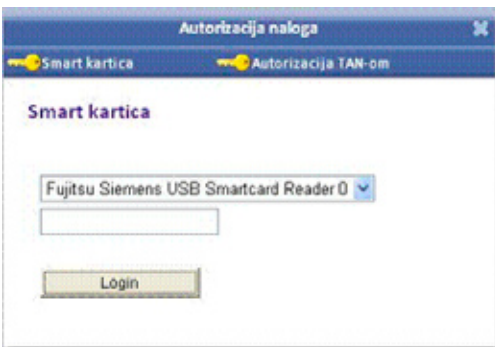 Autorizacija naloga
Smart kartica Autorizacija TAN-om
Smart kartica
Fujitsu Siemens USB Smartcard Reader 0
Login